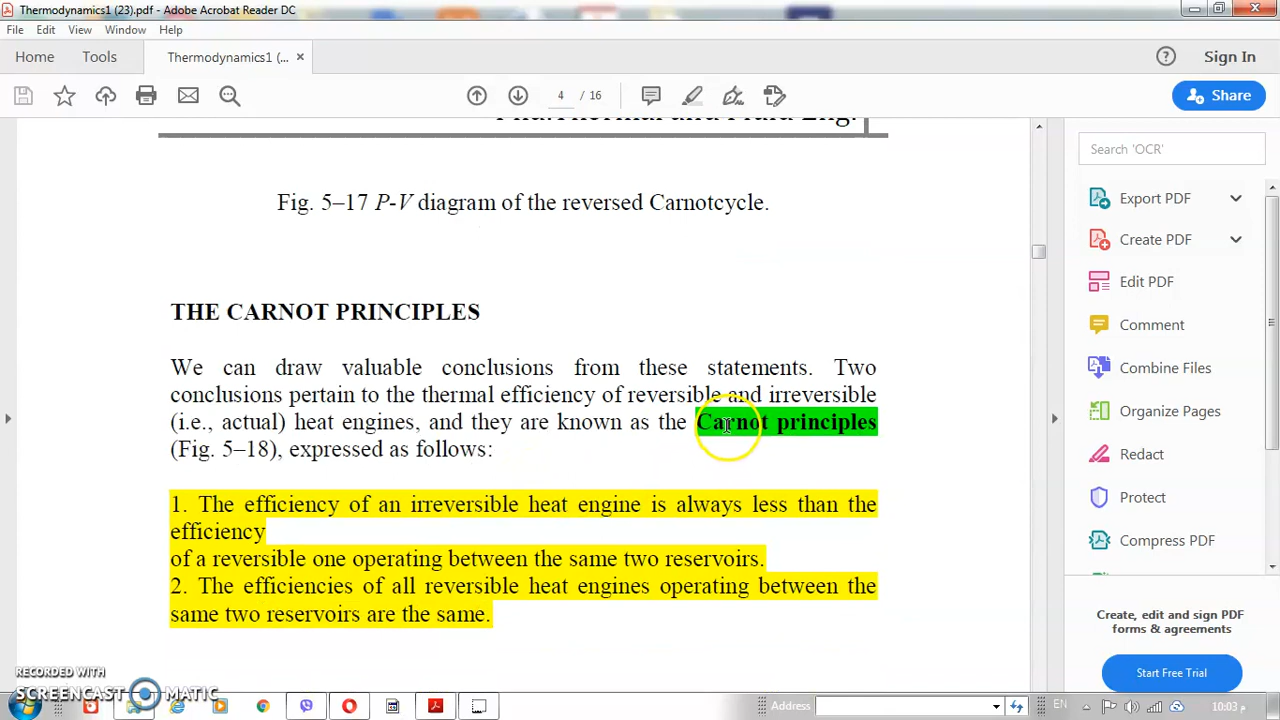 Thermodynamics1 (23).pdf - Adobe Acrobat Reader DC
File Edit View Window Help
Home Tools Thermodynamics1 (... × Sign In
4 / 16 Share
Fig. 5–17 P-V diagram of the reversed Carnotcycle.
THE CARNOT PRINCIPLES
We can draw valuable conclusions from these statements. Two
conclusions pertain to the thermal efficiency of reversible and irreversible
(i.e., actual) heat engines, and they are known as the Carnot principles
(Fig. 5–18), expressed as follows:
1. The efficiency of an irreversible heat engine is always less than the
efficiency
of a reversible one operating between the same two reservoirs.
2. The efficiencies of all reversible heat engines operating between the
same two reservoirs are the same.
Search 'OCR'
Export PDF
Create PDF
Edit PDF
Comment
Combine Files
Organize Pages
Redact
Protect
Compress PDF
Create, edit and sign PDF
forms & agreements
Start Free Trial
RECORDED WITH
SCREENCAST MATIC
Address EN 10:03 م